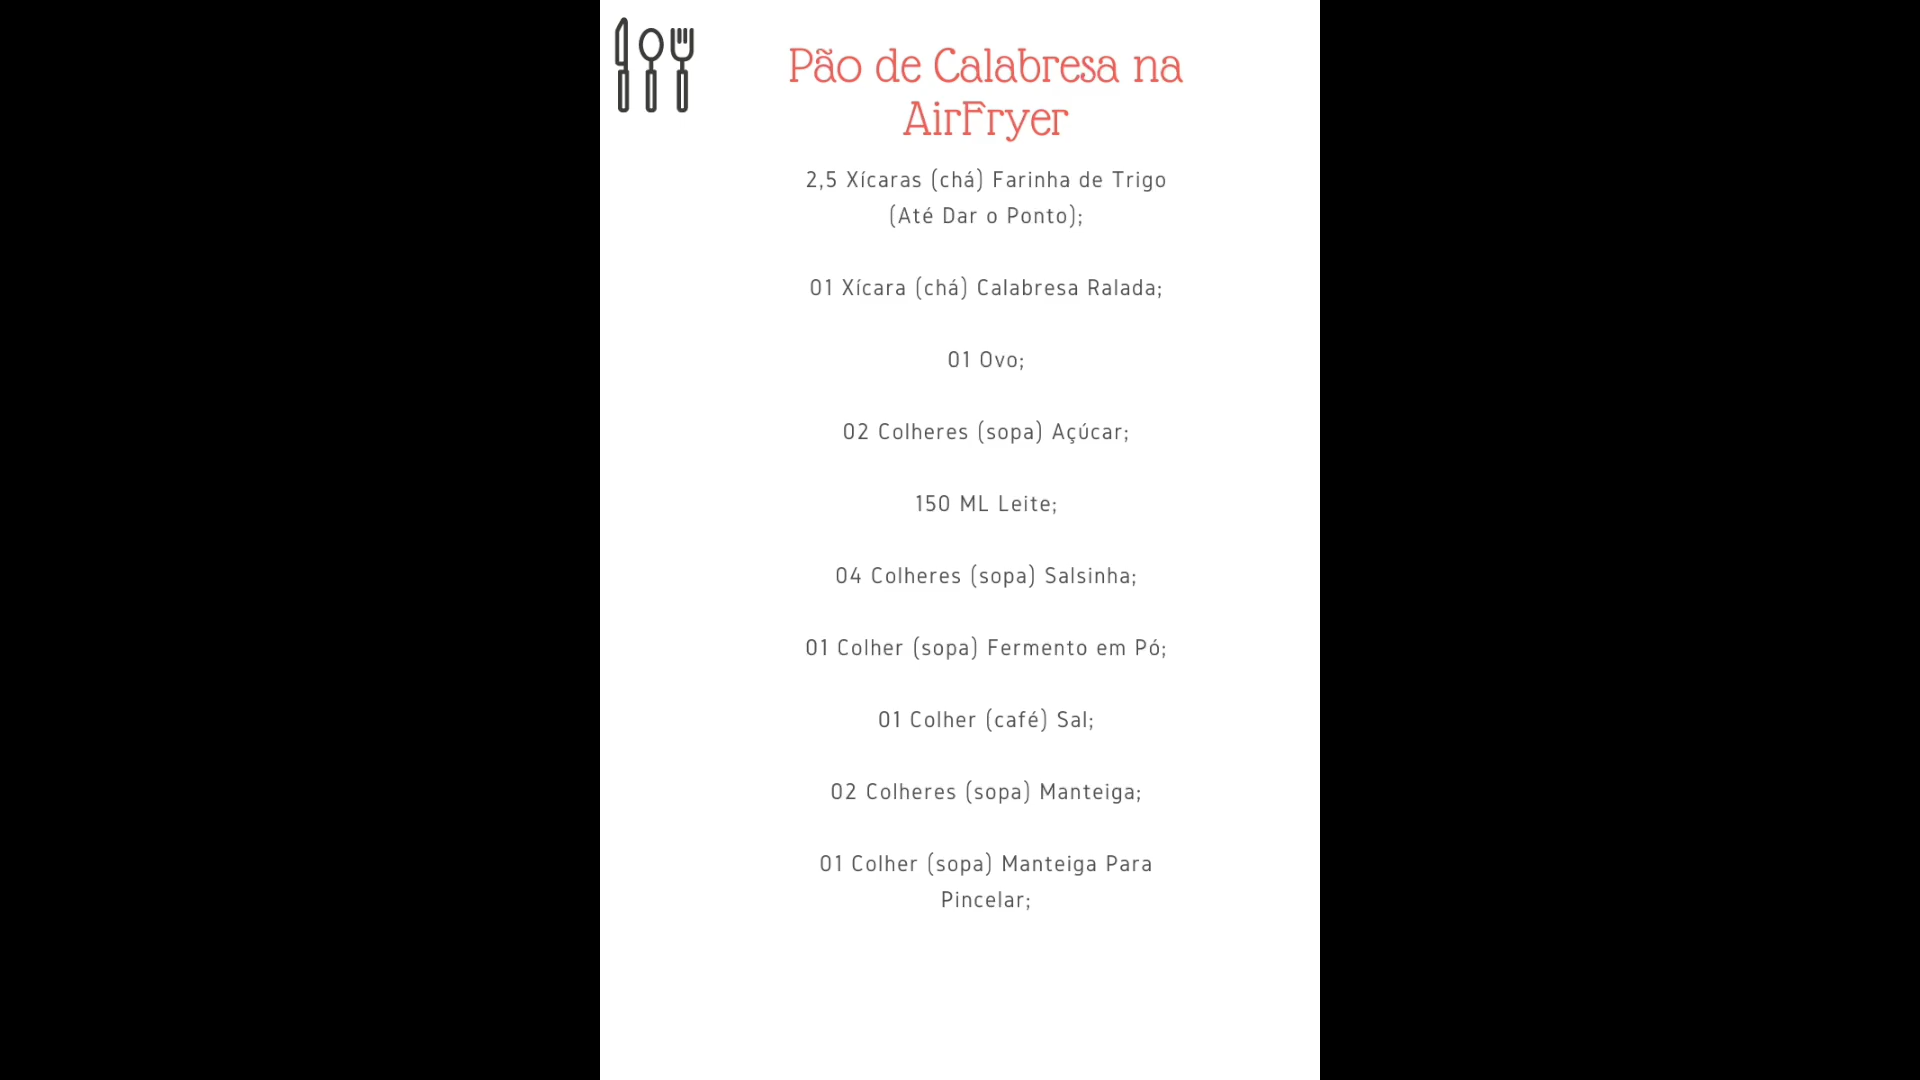 Pão de Calabresa na
AirFryer
2,5 Xícaras (chá) Farinha de Trigo
(Até Dar o Ponto);
01 Xícara (chá) Calabresa Ralada;
01 Ovo;
02 Colheres (sopa) Açúcar;
150 ML Leite;
04 Colheres (sopa) Salsinha;
01 Colher (sopa) Fermento em Pó;
01 Colher (café) Sal;
02 Colheres (sopa) Manteiga;
01 Colher (sopa) Manteiga Para
Pincelar;